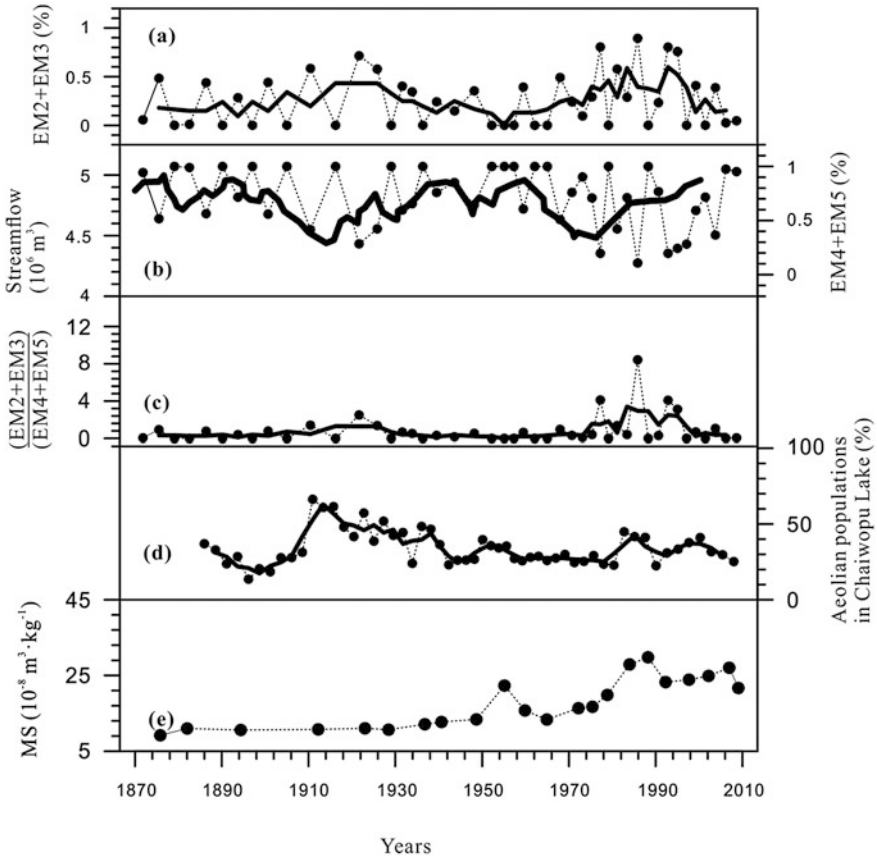 (a)
EM2+EM3 (%)
1
0.5
0
(b)
Streamflow
(10⁶ m³)
5
4.5
4
EM4+EM5 (%)
1
0.5
0
(c)
(EM2+EM3)
(EM4+EM5)
12
8
4
0
(d)
Aeolian populations
in Chaiwopu Lake (%)
100
50
0
(e)
MS (10⁻⁸ m³·kg⁻¹)
45
25
5
1870 1890 1910 1930 1950 1970 1990 2010
Years